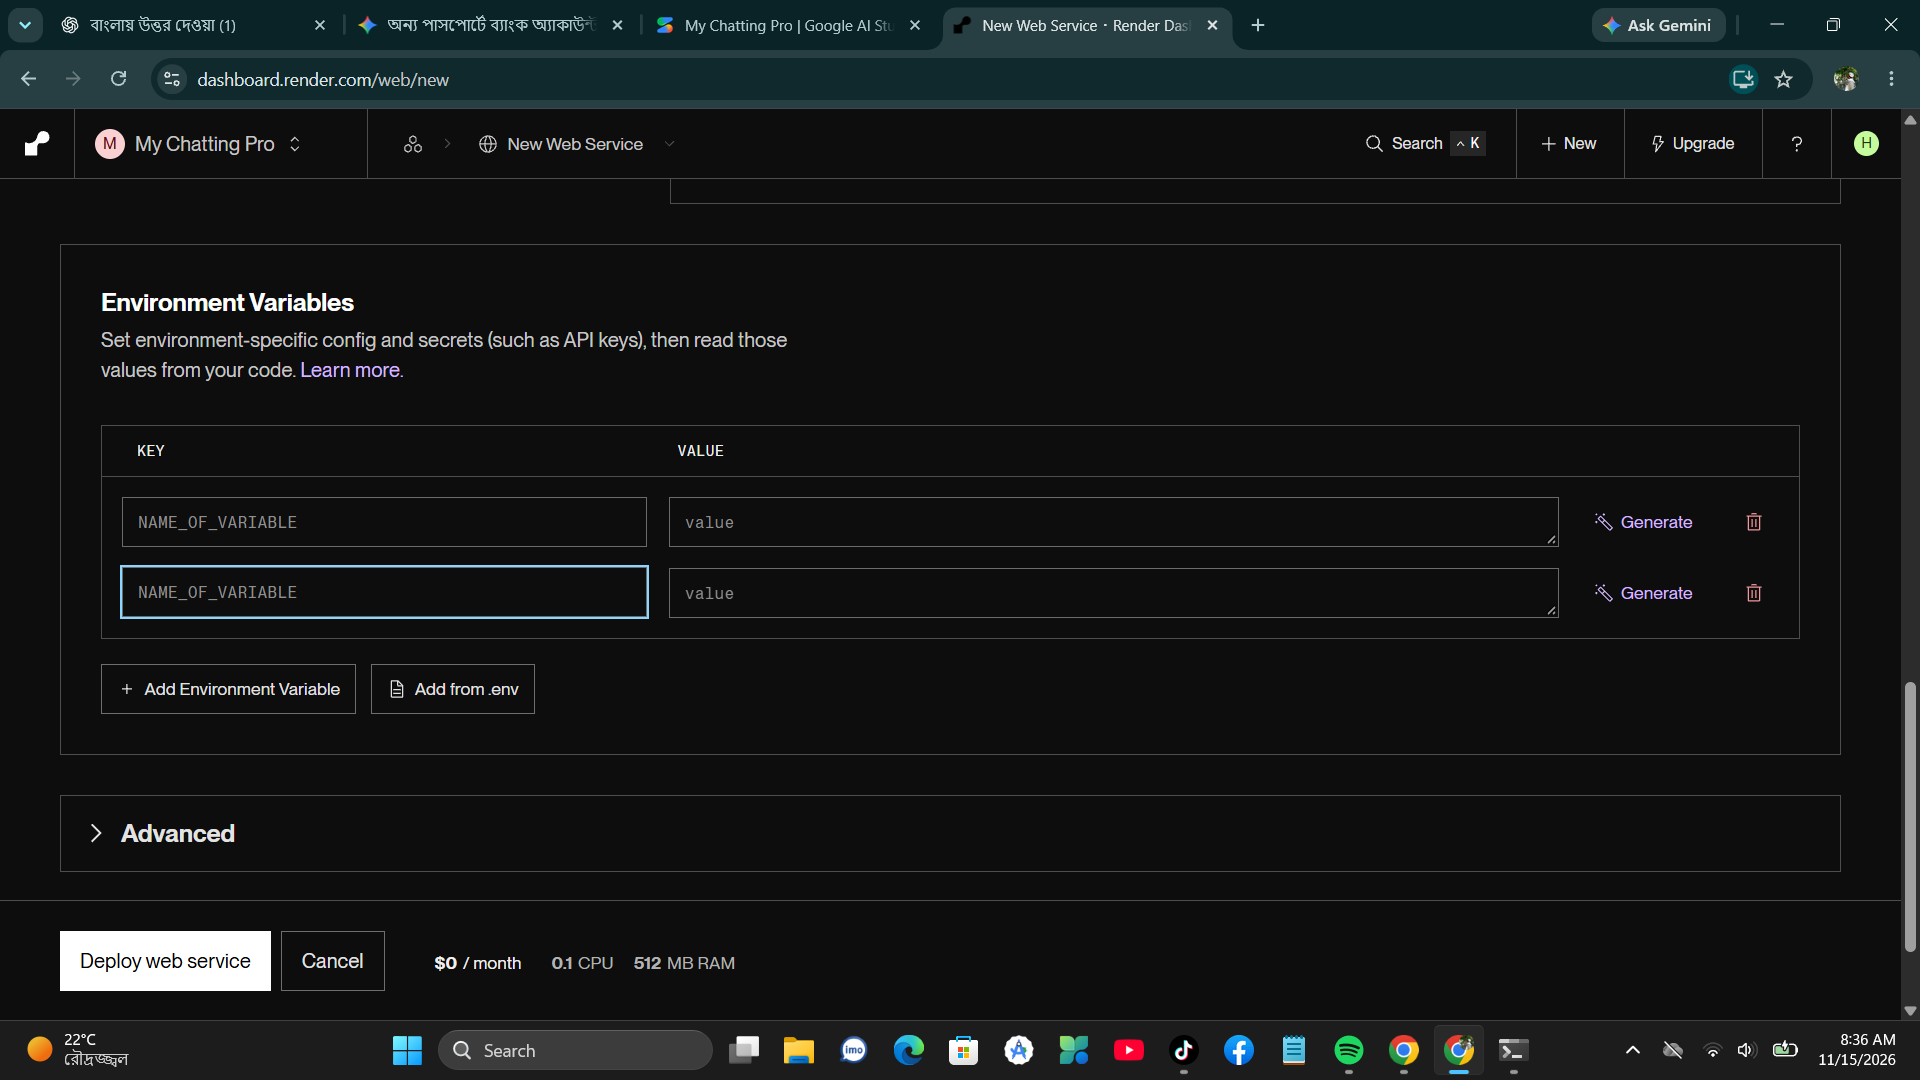 বাংলায় উত্তর দেওয়া (1)
অন্য পাসপোর্টে ব্যাংক অ্যাকাউন্ট
My Chatting Pro | Google AI Stu
New Web Service · Render Das
Ask Gemini
dashboard.render.com/web/new
M My Chatting Pro
New Web Service
Search ^ K
+ New
Upgrade
?
H
Environment Variables
Set environment-specific config and secrets (such as API keys), then read those
values from your code. Learn more.
KEY VALUE
NAME_OF_VARIABLE value Generate
NAME_OF_VARIABLE value Generate
+ Add Environment Variable
Add from .env
Advanced
Deploy web service
Cancel
$0 / month 0.1 CPU 512 MB RAM
22°C
রৌদ্রজ্জ্বল
Search
imo
8:36 AM
11/15/2026